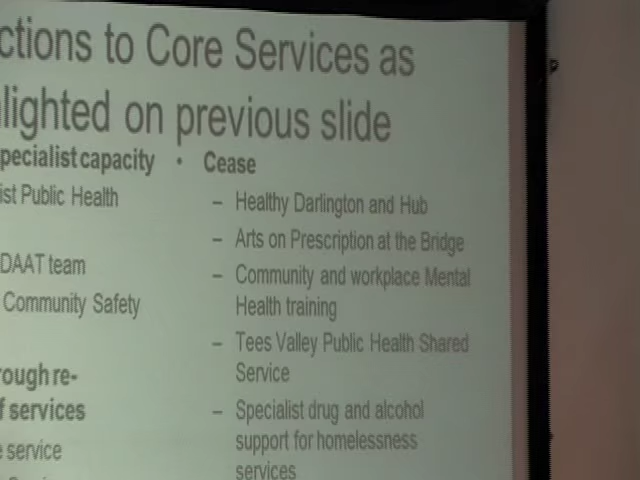 ctions to Core Services as
lighted on previous slide
pecialist capacity
ist Public Health
DAAT team
Community Safety
rough re-
f services
service
• Cease
– Healthy Darlington and Hub
– Arts on Prescription at the Bridge
– Community and workplace Mental
Health training
– Tees Valley Public Health Shared
Service
– Specialist drug and alcohol
support for homelessness
services